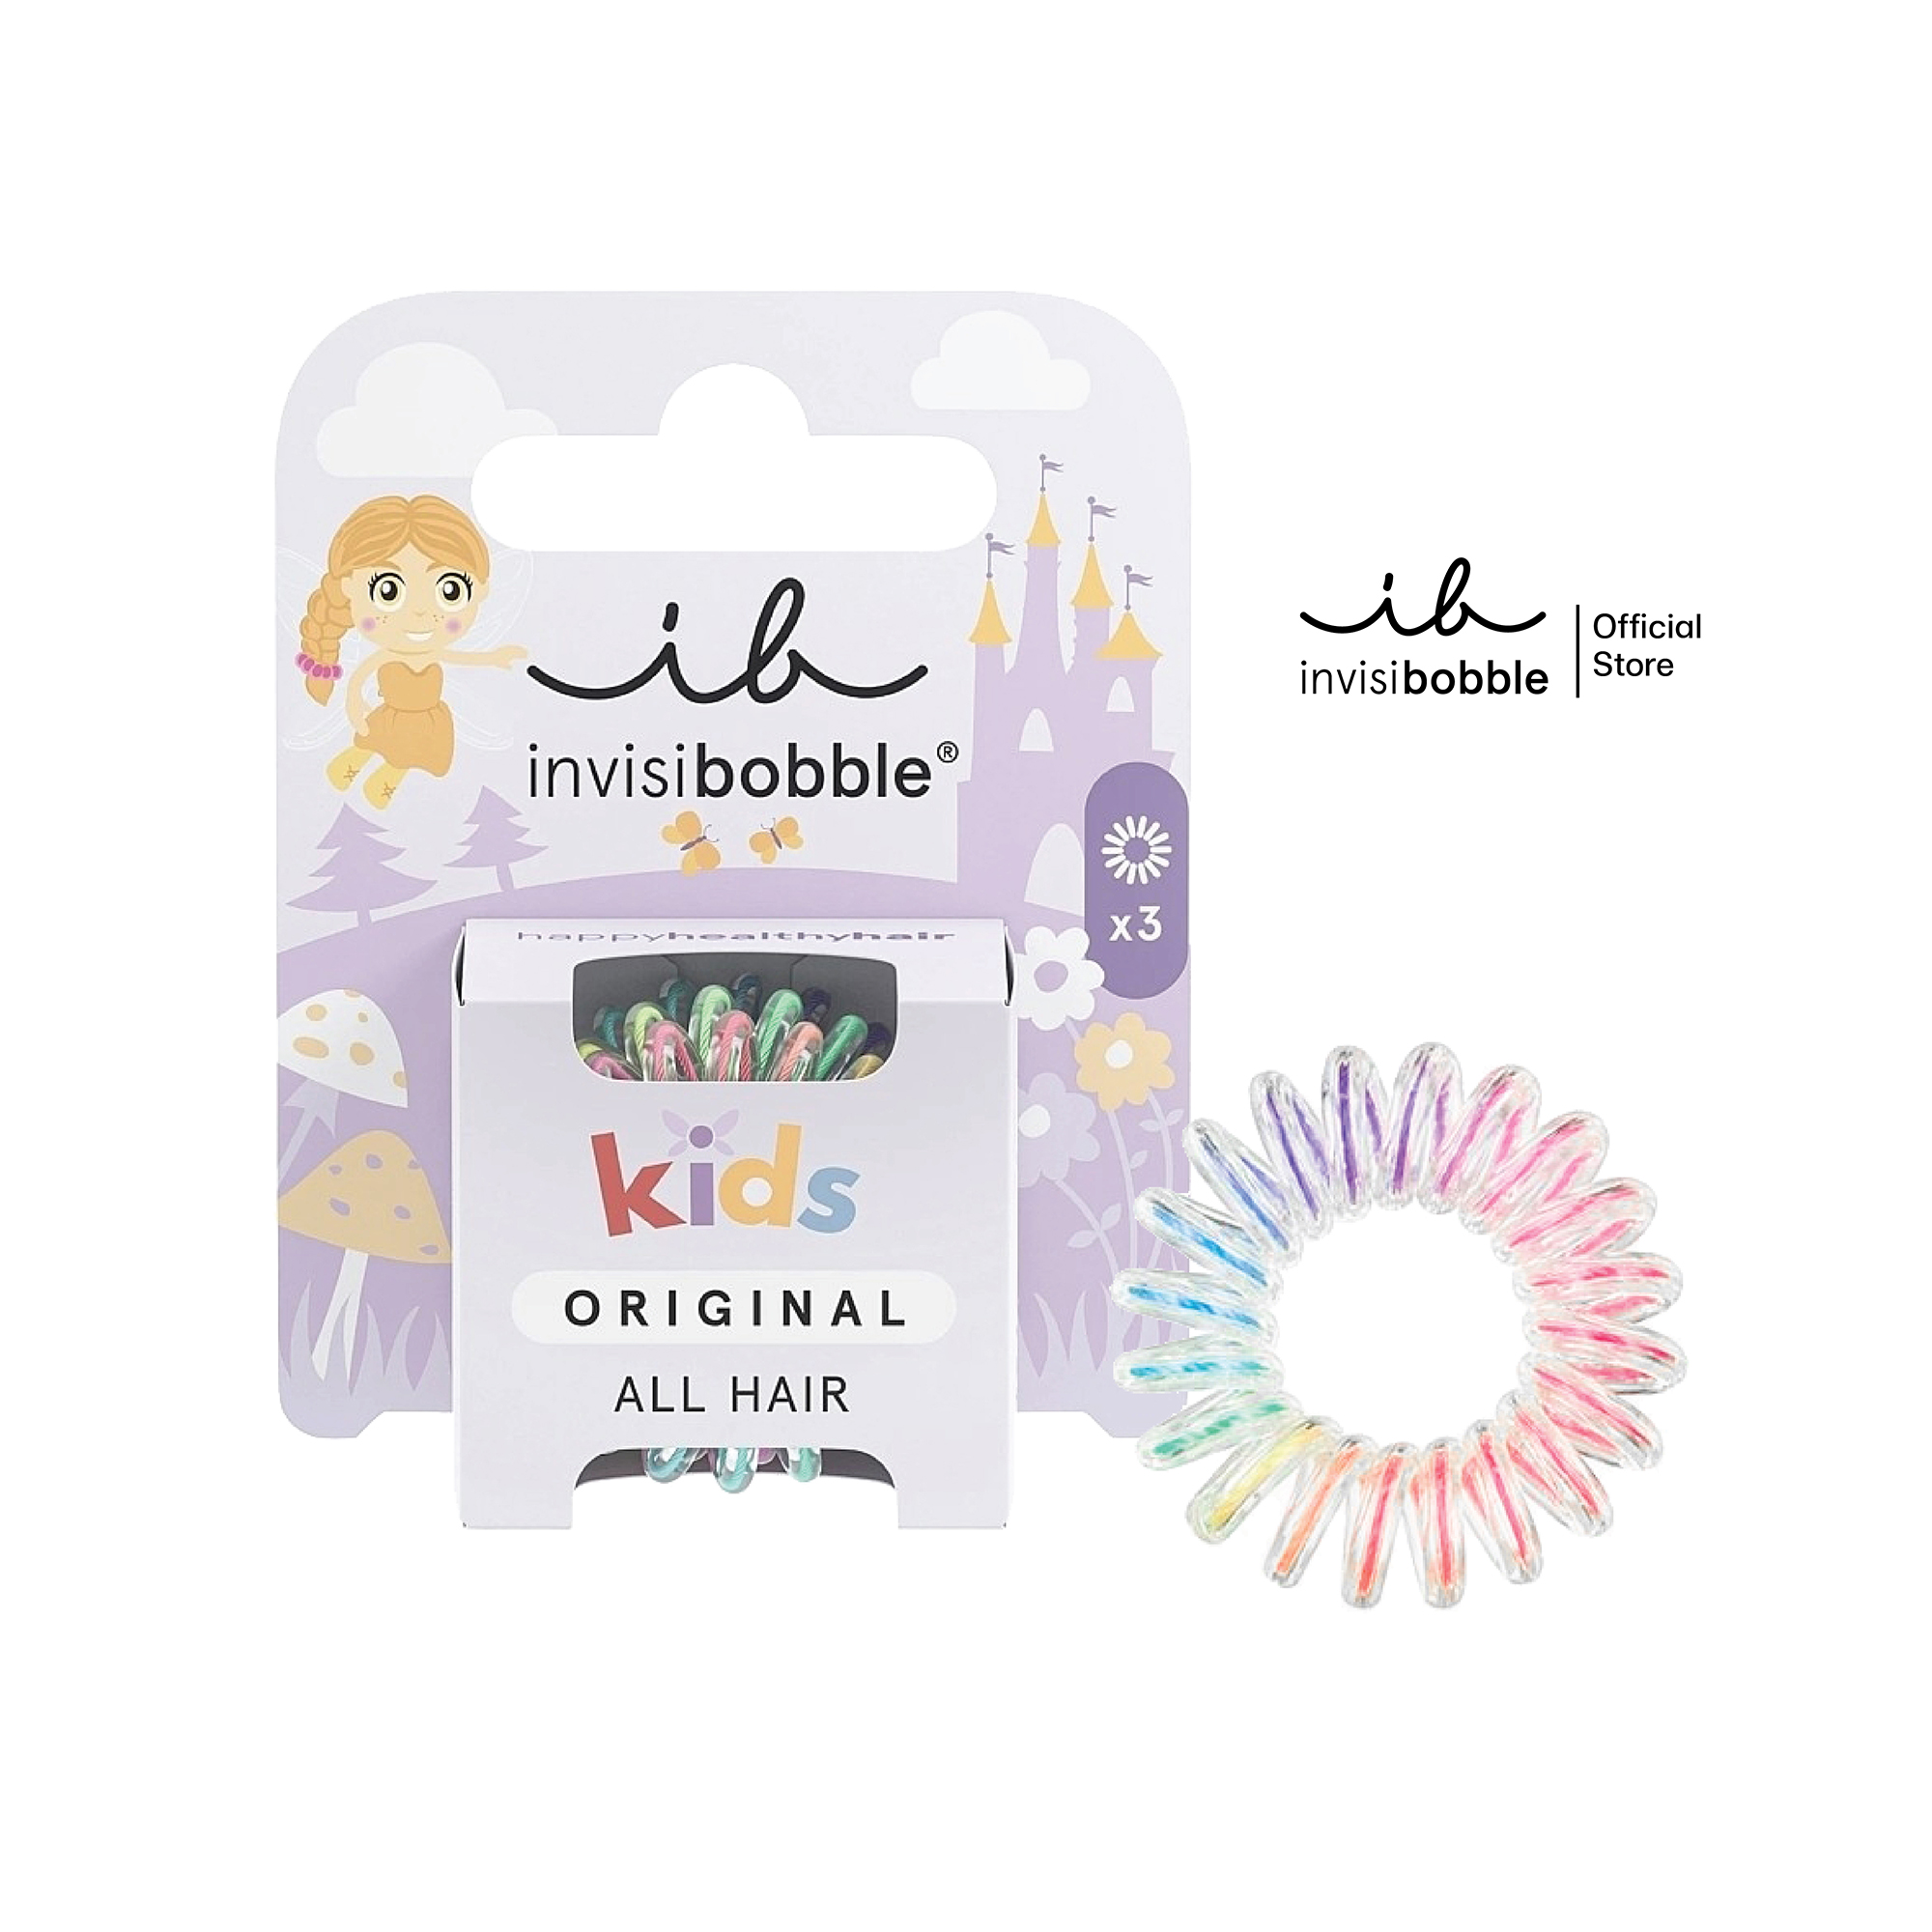 ib
invisibobble®
x3
happyhealthyhair
kids
ORIGINAL
ALL HAIR
ib
invisibobble
Official
Store